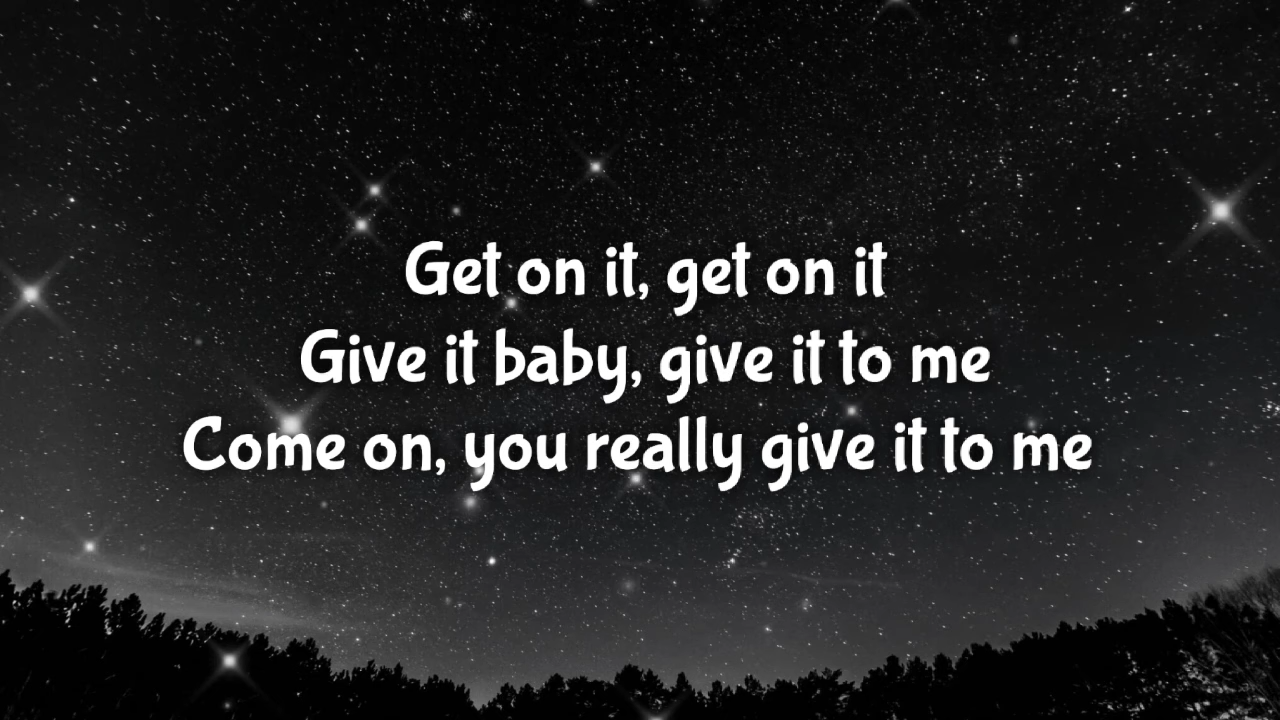 Get on it, get on it
Give it baby, give it to me
Come on, you really give it to me